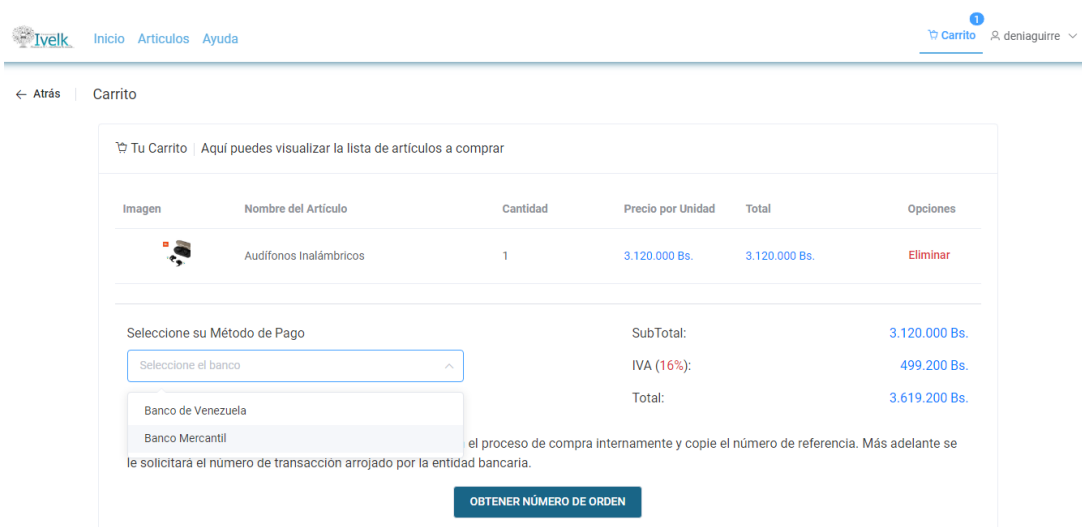 Ivelk Inicio Articulos Ayuda 1 Carrito deniaguirre
← Atrás Carrito
Tu Carrito Aquí puedes visualizar la lista de artículos a comprar
Imagen Nombre del Artículo Cantidad Precio por Unidad Total Opciones
Audífonos Inalámbricos 1 3.120.000 Bs. 3.120.000 Bs. Eliminar
Seleccione su Método de Pago SubTotal: 3.120.000 Bs.
Seleccione el banco IVA (16%): 499.200 Bs.
Total: 3.619.200 Bs.
Banco de Venezuela
Banco Mercantil
el proceso de compra internamente y copie el número de referencia. Más adelante se
le solicitará el número de transacción arrojado por la entidad bancaria.
OBTENER NÚMERO DE ORDEN